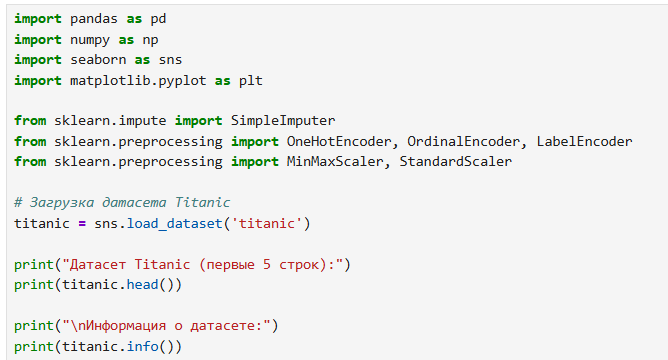 import pandas as pd
import numpy as np
import seaborn as sns
import matplotlib.pyplot as plt
from sklearn.impute import SimpleImputer
from sklearn.preprocessing import OneHotEncoder, OrdinalEncoder, LabelEncoder
from sklearn.preprocessing import MinMaxScaler, StandardScaler
# Загрузка датасета Titanic
titanic = sns.load_dataset('titanic')
print("Датасет Titanic (первые 5 строк):")
print(titanic.head())
print("\nИнформация о датасете:")
print(titanic.info())